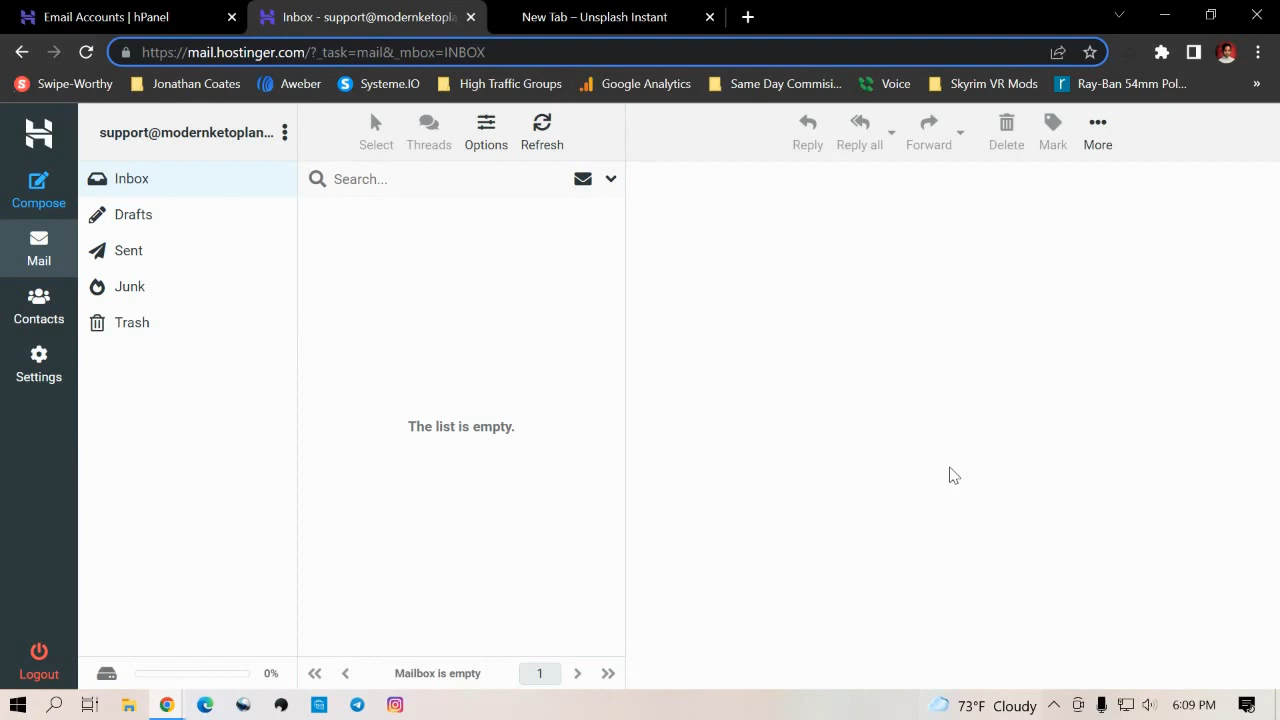 Email Accounts | hPanel
Inbox - support@modernketopla
New Tab – Unsplash Instant
https://mail.hostinger.com/?_task=mail&_mbox=INBOX
Swipe-Worthy
Jonathan Coates
Aweber
Systeme.IO
High Traffic Groups
Google Analytics
Same Day Commisi...
Voice
Skyrim VR Mods
Ray-Ban 54mm Pol...
»
support@modernketoplan...
Select
Threads
Options
Refresh
Reply
Reply all
Forward
Delete
Mark
More
Compose
Mail
Contacts
Settings
Logout
Inbox
Drafts
Sent
Junk
Trash
Search...
The list is empty.
0%
Mailbox is empty
1
73°F Cloudy
6:09 PM